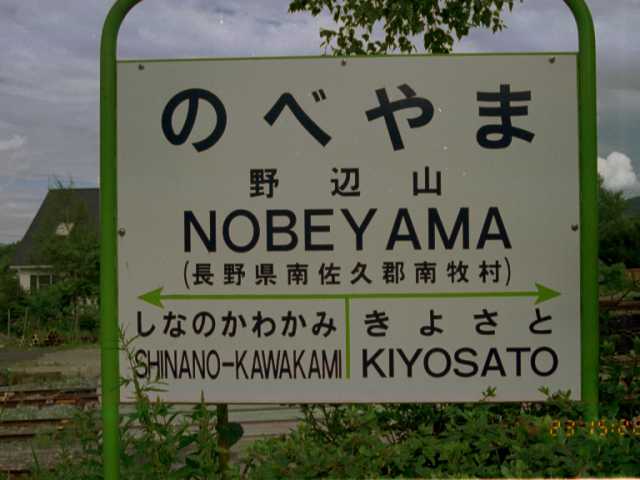 のべやま
野辺山
NOBEYAMA
(長野県南佐久郡南牧村)
しなのかわかみ きよさと
SHINANO-KAWAKAMI KIYOSATO